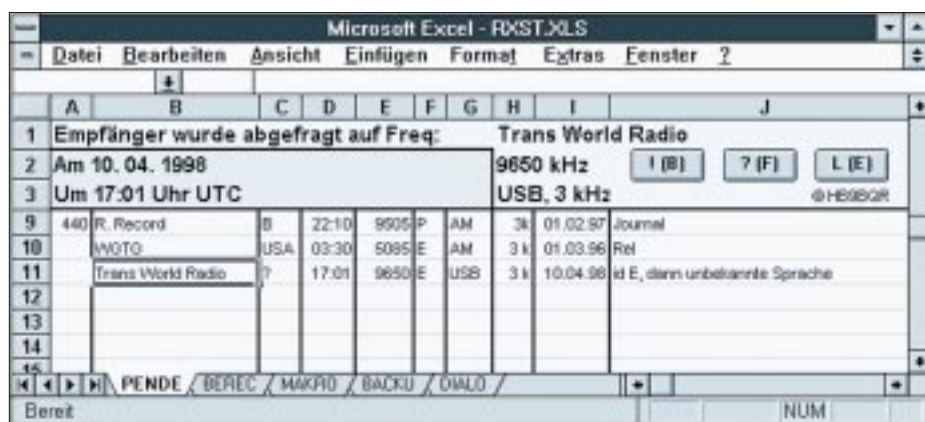 Microsoft Excel - RXST.XLS
Datei Bearbeiten Ansicht Einfügen Format Extras Fenster ?
A B C D E F G H I J
1 Empfänger wurde abgefragt auf Freq: Trans World Radio
2 Am 10. 04. 1998 9650 kHz ! (B) ? (F) L (E)
3 Um 17:01 Uhr UTC USB, 3 kHz @HB9BQR
9 440 R. Record B 22:10 9505 P AM 3k 01.02.97 Journal
10 WGTG USA 03:30 5085 E AM 3 k 01.03.96 Rel
11 Trans World Radio ? 17:01 9650 E USB 3 k 10.04.98 id E, dann unbekannte Sprache
12
13
14
15
PENDE BEREC MAKRO BACKU DIALO
Bereit NUM